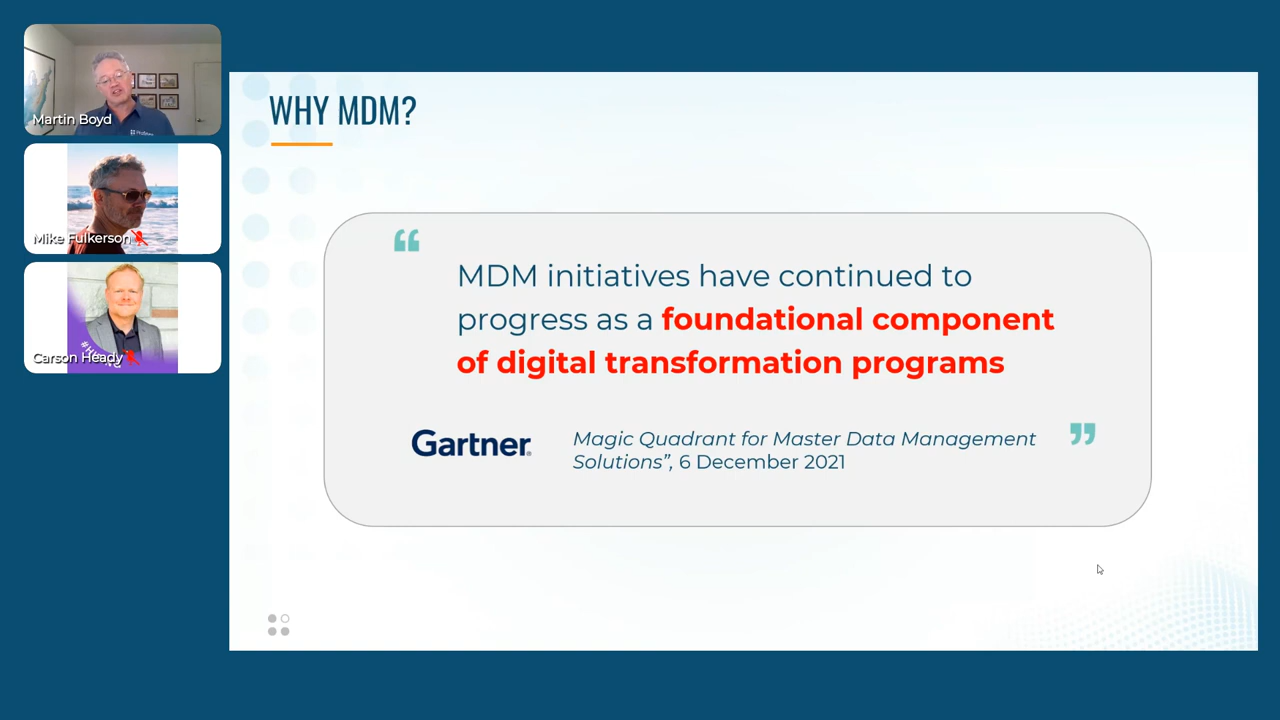 Martin Boyd
Mike Fulkerson
Carson Heady
WHY MDM?
“
MDM initiatives have continued to
progress as a foundational component
of digital transformation programs
Gartner®
Magic Quadrant for Master Data Management
Solutions”, 6 December 2021
”